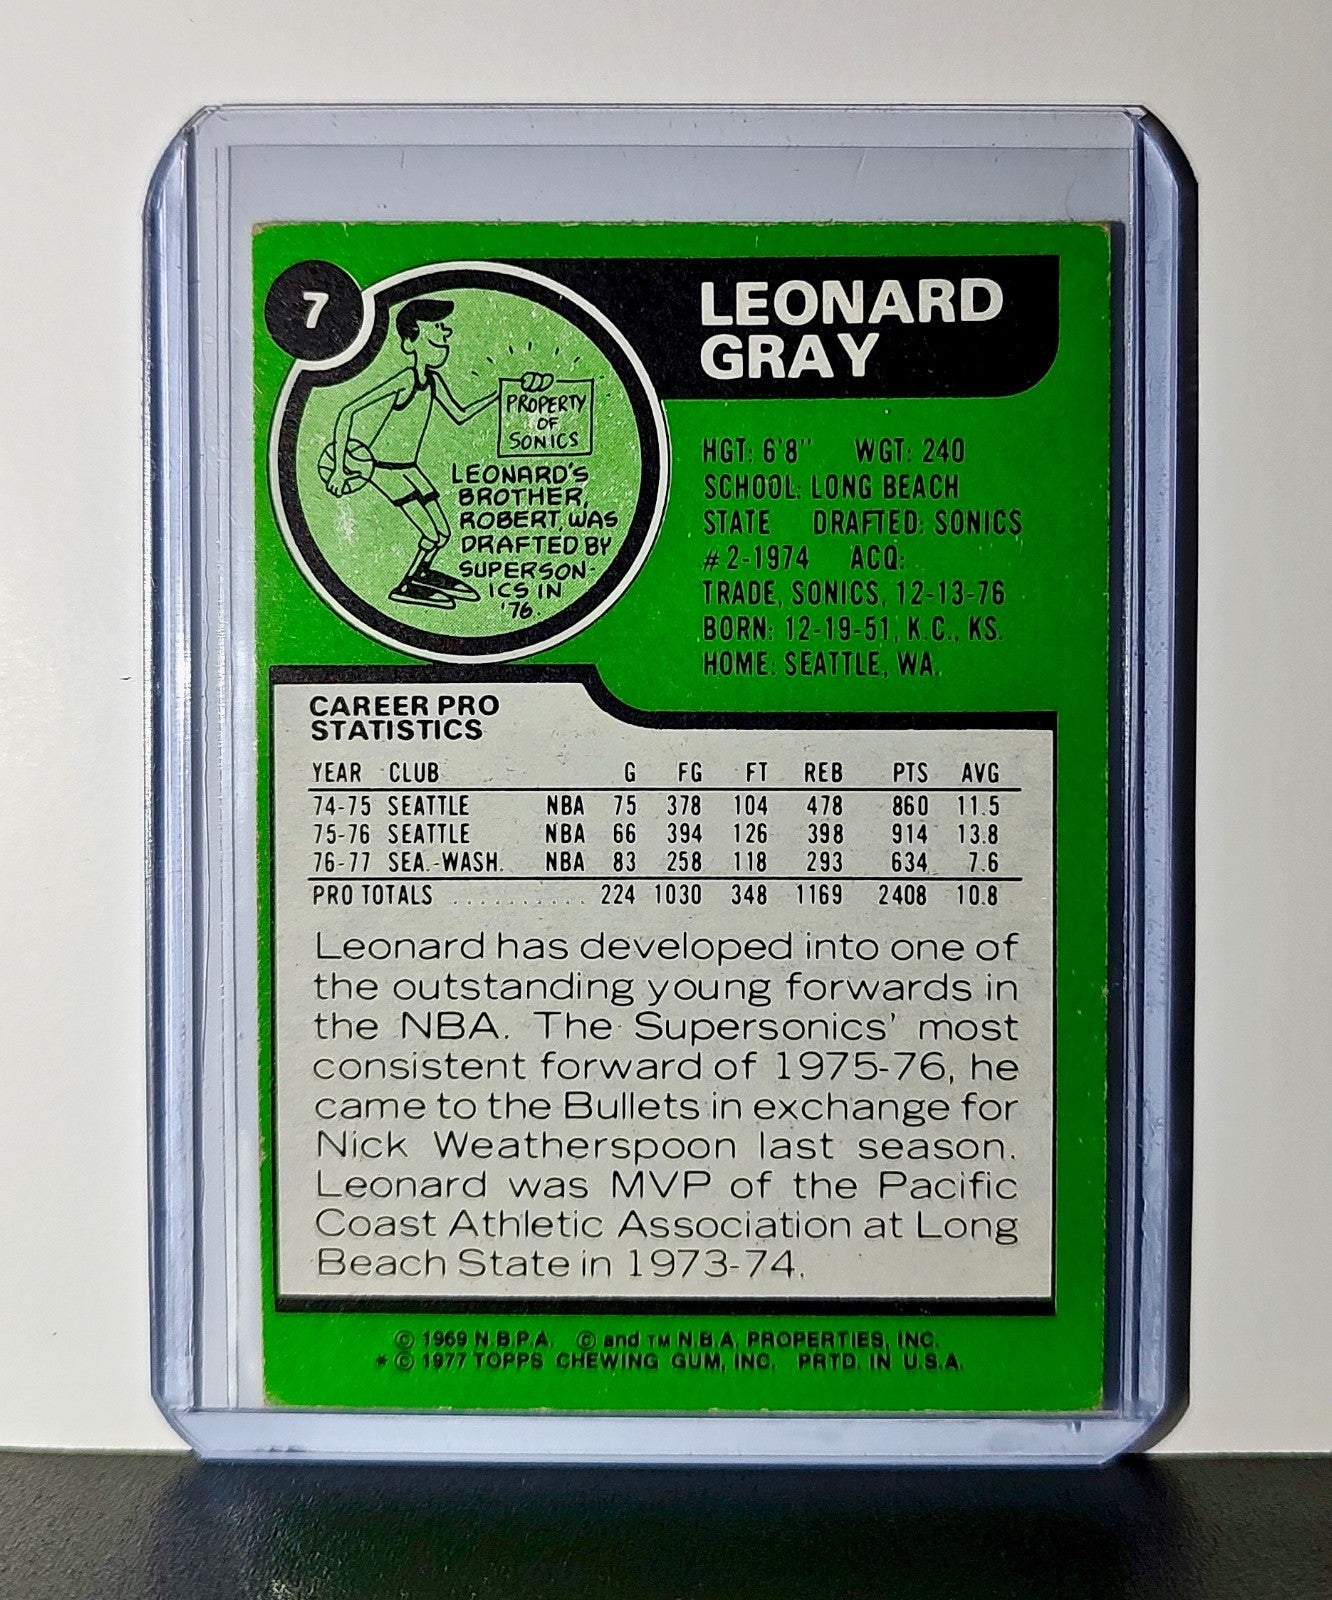 7
LEONARD
GRAY
PROPERTY
OF
SONICS
LEONARD'S
BROTHER,
ROBERT, WAS
DRAFTED BY
SUPERSON-
ICS IN
'76.
HGT: 6'8" WGT: 240
SCHOOL: LONG BEACH
STATE DRAFTED: SONICS
#2-1974 ACQ:
TRADE, SONICS, 12-13-76
BORN: 12-19-51, K.C., KS.
HOME: SEATTLE, WA.
CAREER PRO
STATISTICS
YEAR CLUB G FG FT REB PTS AVG
74-75 SEATTLE NBA 75 378 104 478 860 11.5
75-76 SEATTLE NBA 66 394 126 398 914 13.8
76-77 SEA.-WASH. NBA 83 258 118 293 634 7.6
PRO TOTALS .......... 224 1030 348 1169 2408 10.8
Leonard has developed into one of
the outstanding young forwards in
the NBA. The Supersonics' most
consistent forward of 1975-76, he
came to the Bullets in exchange for
Nick Weatherspoon last season.
Leonard was MVP of the Pacific
Coast Athletic Association at Long
Beach State in 1973-74.
© 1969 N.B.P.A. © and TM N.B.A. PROPERTIES, INC.
* © 1977 TOPPS CHEWING GUM, INC. PRTD. IN U.S.A.